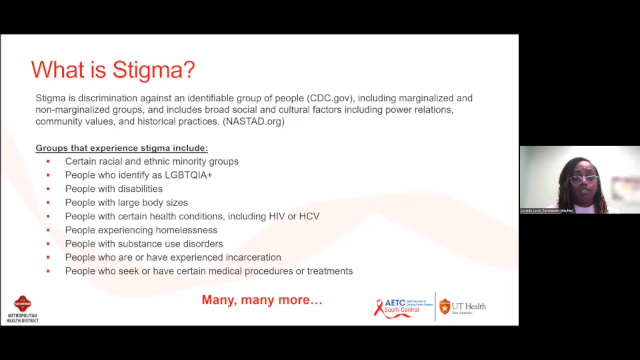 What is Stigma?
Stigma is discrimination against an identifiable group of people (CDC.gov), including marginalized and
non-marginalized groups, and includes broad social and cultural factors including power relations,
community values, and historical practices. (NASTAD.org)
Groups that experience stigma include:
Certain racial and ethnic minority groups
People who identify as LGBTQIA+
People with disabilities
People with large body sizes
People with certain health conditions, including HIV or HCV
People experiencing homelessness
People with substance use disorders
People who are or have experienced incarceration
People who seek or have certain medical procedures or treatments
Many, many more…
METROPOLITAN
HEALTH DISTRICT
AETC
South Central
UT Health
San Antonio